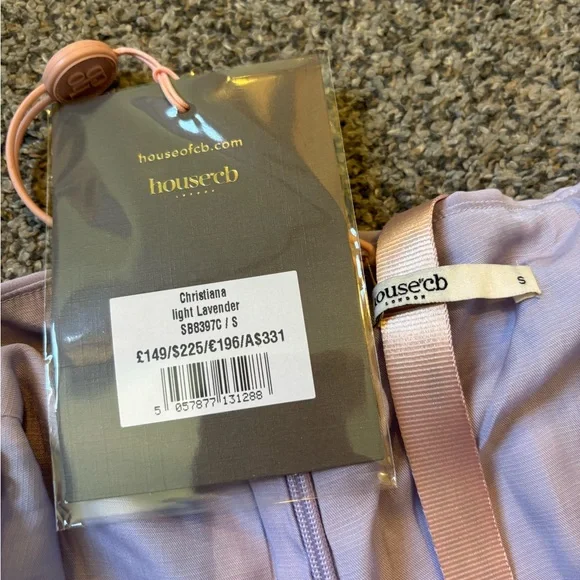 houseofcb.com
house of cb
LONDON
Christiana
light Lavender
SB8397C / S
£149/$225/€196/A$331
5 057877 131288
house of cb
LONDON
S